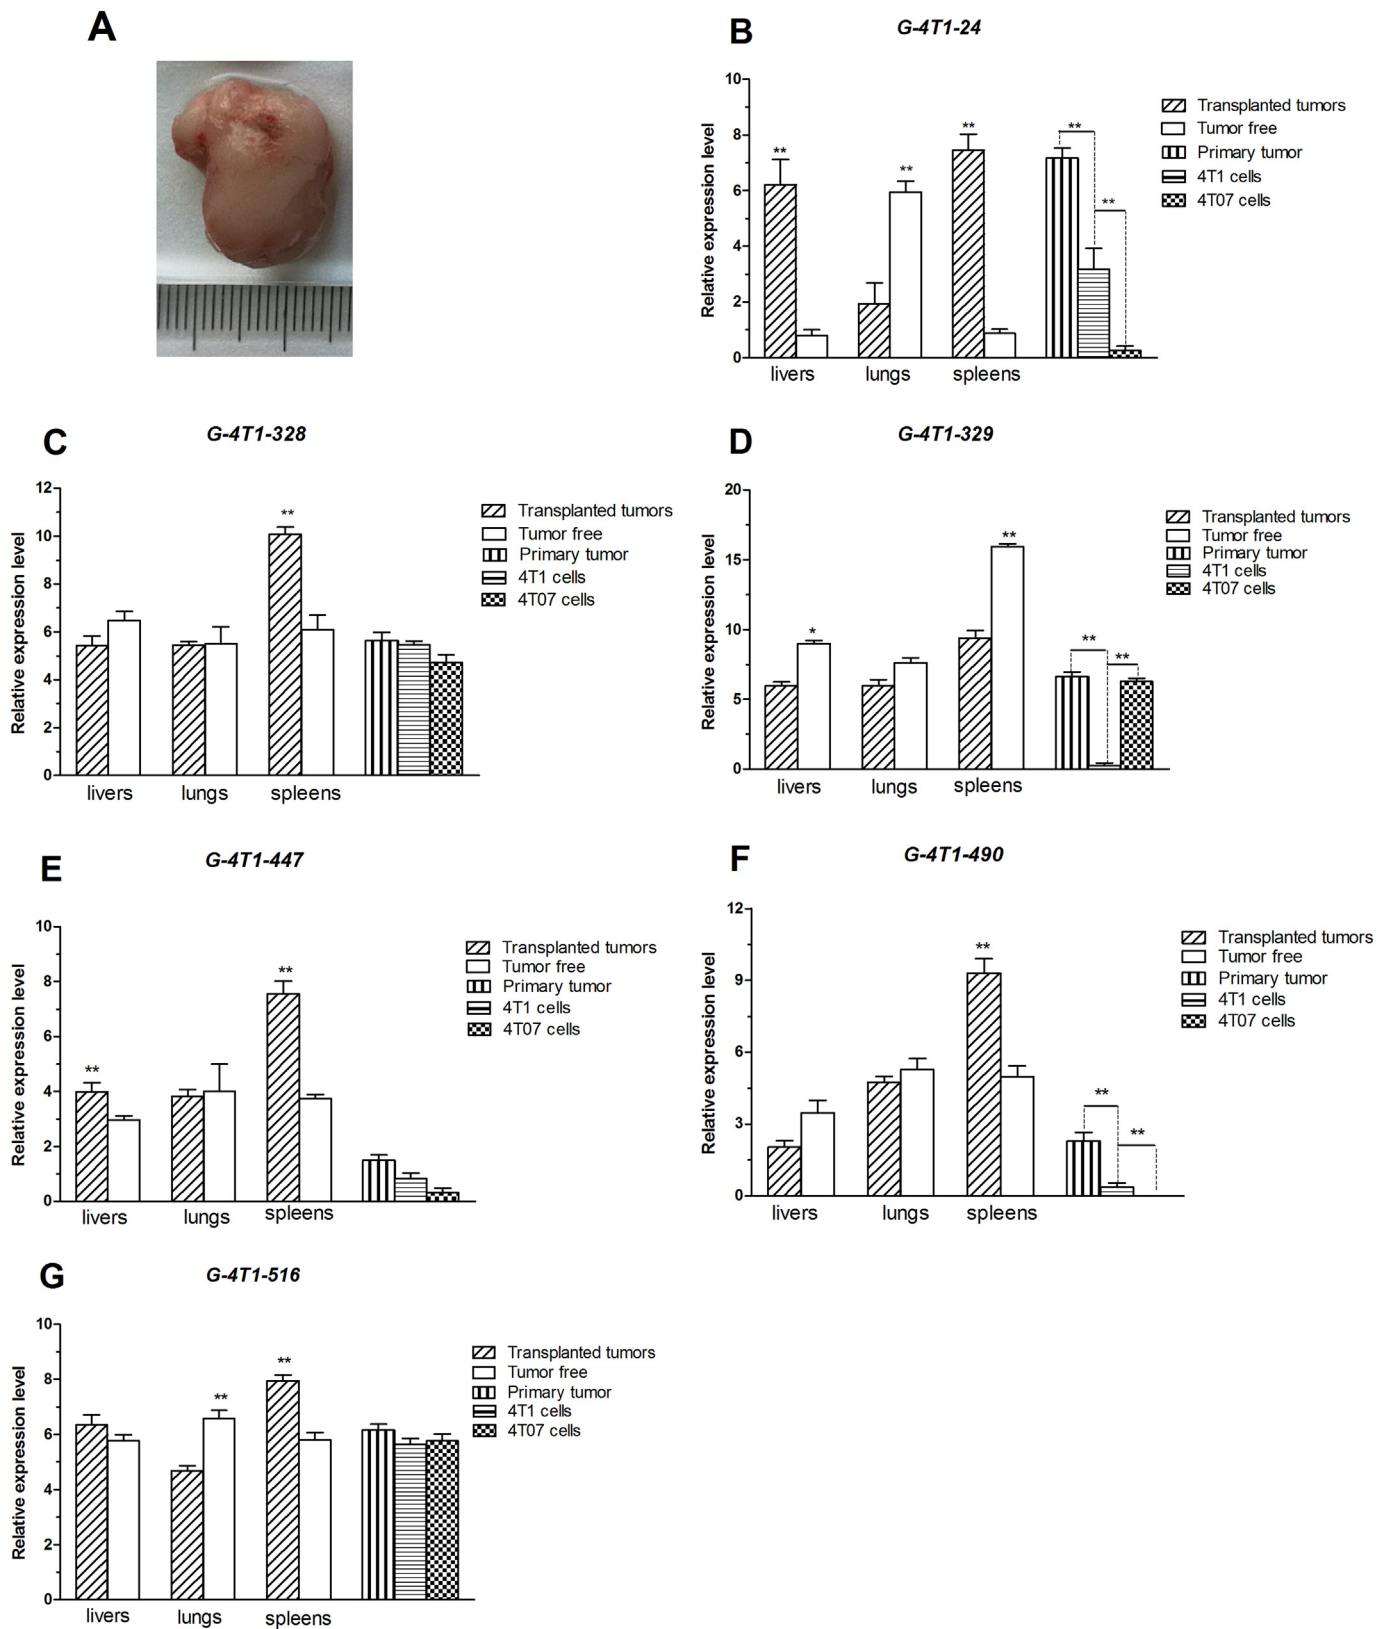 A
B
G-4T1-24
Relative expression level
10
8
6
4
2
0
**
**
**
**
**
livers
lungs
spleens
Transplanted tumors
Tumor free
Primary tumor
4T1 cells
4T07 cells
C
G-4T1-328
Relative expression level
12
10
8
6
4
2
0
**
livers
lungs
spleens
Transplanted tumors
Tumor free
Primary tumor
4T1 cells
4T07 cells
D
G-4T1-329
Relative expression level
20
15
10
5
0
*
**
**
**
livers
lungs
spleens
Transplanted tumors
Tumor free
Primary tumor
4T1 cells
4T07 cells
E
G-4T1-447
Relative expression level
10
8
6
4
2
0
**
**
livers
lungs
spleens
Transplanted tumors
Tumor free
Primary tumor
4T1 cells
4T07 cells
F
G-4T1-490
Relative expression level
12
9
6
3
0
**
**
**
livers
lungs
spleens
Transplanted tumors
Tumor free
Primary tumor
4T1 cells
4T07 cells
G
G-4T1-516
Relative expression level
10
8
6
4
2
0
**
**
livers
lungs
spleens
Transplanted tumors
Tumor free
Primary tumor
4T1 cells
4T07 cells